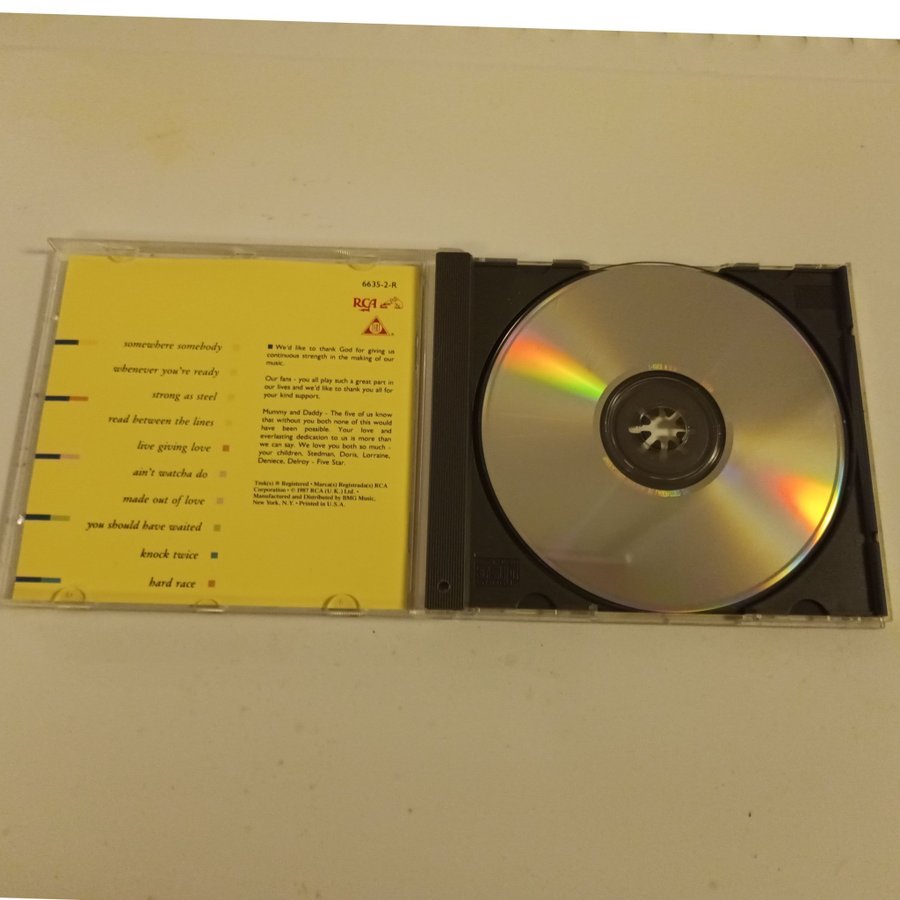 6635-2-R
RCA
somewhere somebody
whenever you're ready
strong as steel
read between the lines
live giving love
ain't watcha do
made out of love
you should have waited
knock twice
hard race
■ We'd like to thank God for giving us
continuous strength in the making of our
music.
Our fans - you all play such a great part in
our lives and we'd like to thank you all for
your kind support.
Mummy and Daddy - The five of us know
that without you both none of this would
have been possible. Your love and
everlasting dedication to us is more than
we can say. We love you both so much -
your children, Stedman, Doris, Lorraine,
Deniece, Delroy - Five Star.
Tmk(s) ® Registered • Marca(s) Registrada(s) RCA
Corporation • © 1987 RCA (U.K.) Ltd. •
Manufactured and Distributed by BMG Music,
New York, N.Y. • Printed in U.S.A.